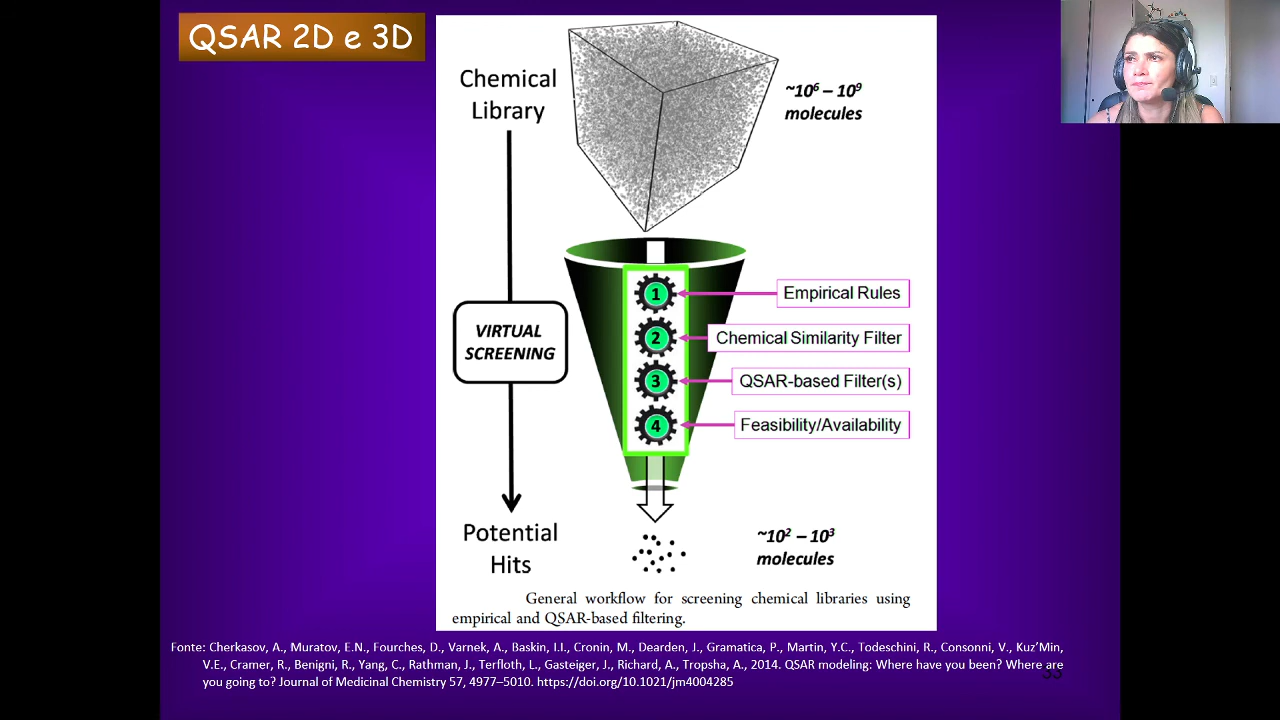 QSAR 2D e 3D
Chemical
Library
~10⁶ – 10⁹
molecules
VIRTUAL
SCREENING
1
Empirical Rules
2
Chemical Similarity Filter
3
QSAR-based Filter(s)
4
Feasibility/Availability
Potential
Hits
~10² – 10³
molecules
General workflow for screening chemical libraries using
empirical and QSAR-based filtering.
Fonte: Cherkasov, A., Muratov, E.N., Fourches, D., Varnek, A., Baskin, I.I., Cronin, M., Dearden, J., Gramatica, P., Martin, Y.C., Todeschini, R., Consonni, V., Kuz'Min,
V.E., Cramer, R., Benigni, R., Yang, C., Rathman, J., Terfloth, L., Gasteiger, J., Richard, A., Tropsha, A., 2014. QSAR modeling: Where have you been? Where are
you going to? Journal of Medicinal Chemistry 57, 4977–5010. https://doi.org/10.1021/jm4004285